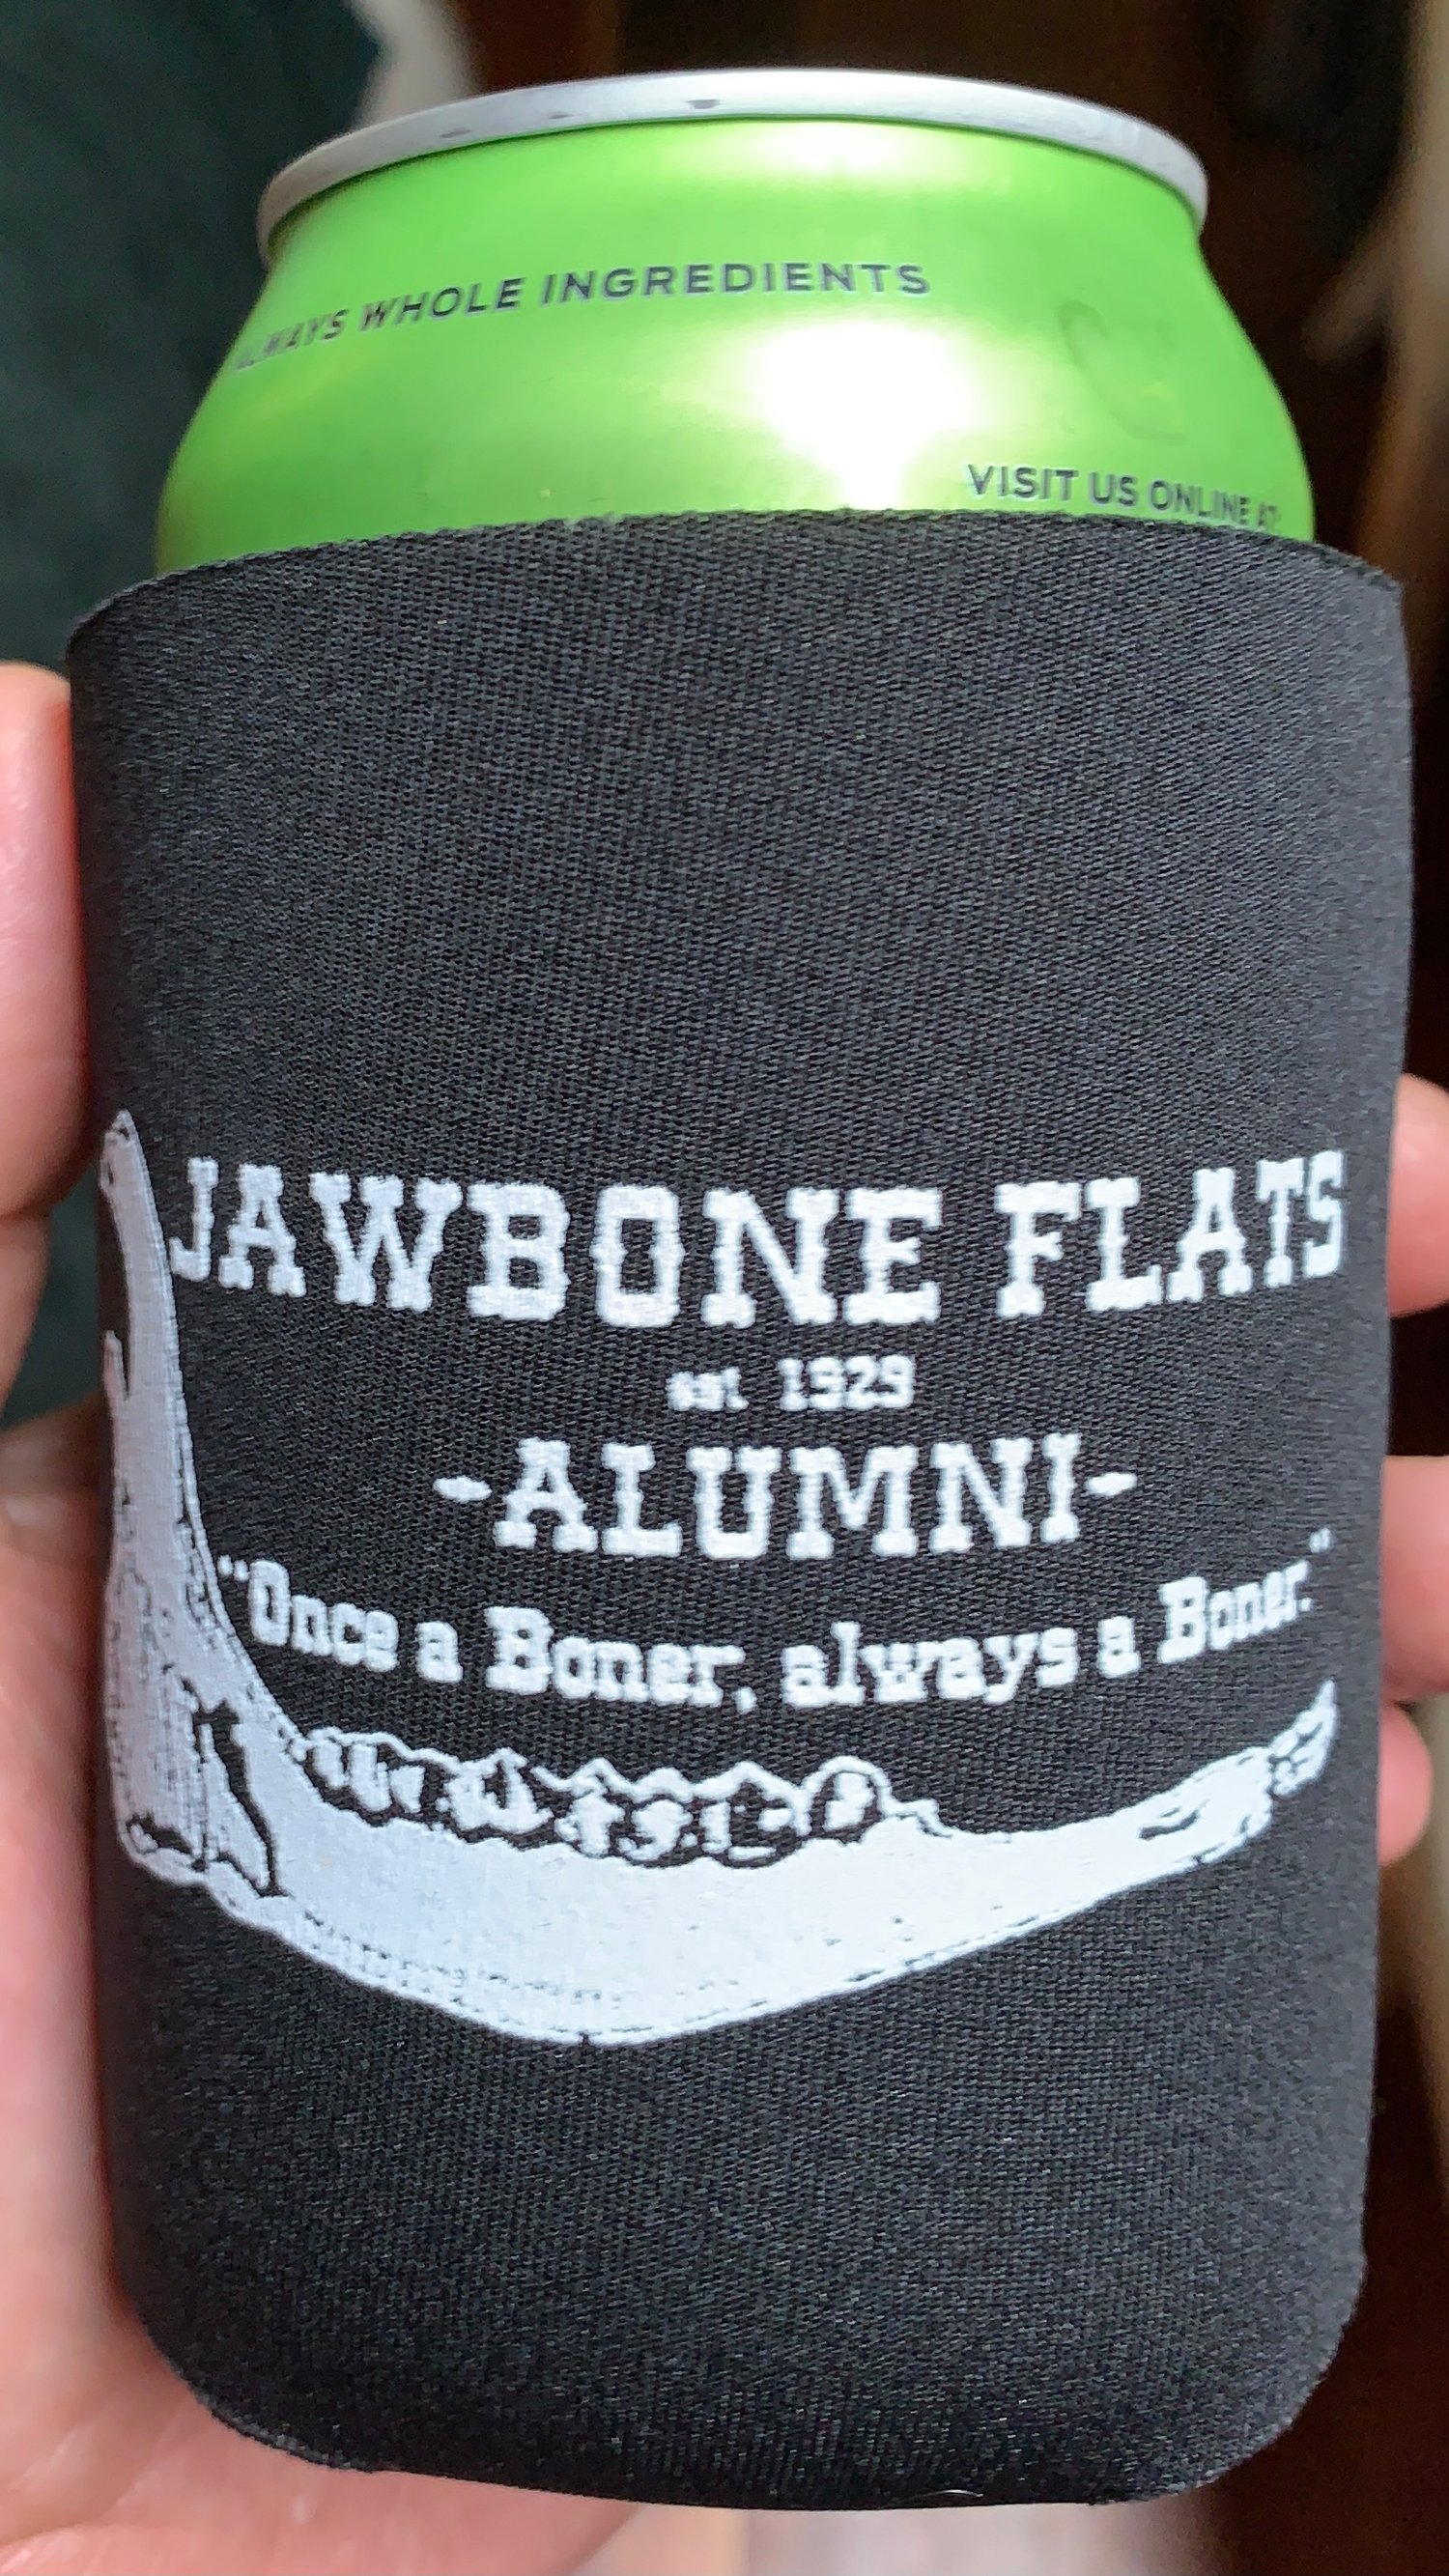 ALWAYS WHOLE INGREDIENTS
VISIT US ONLINE AT:
JAWBONE FLATS
est 1929
-ALUMNI-
"Once a Boner, always a Boner."